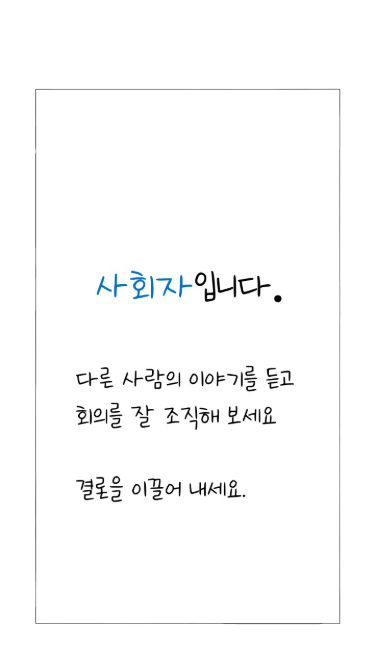 사회자입니다.
다른 사람의 이야기를 듣고
회의를 잘 조직해 보세요
결론을 이끌어 내세요.